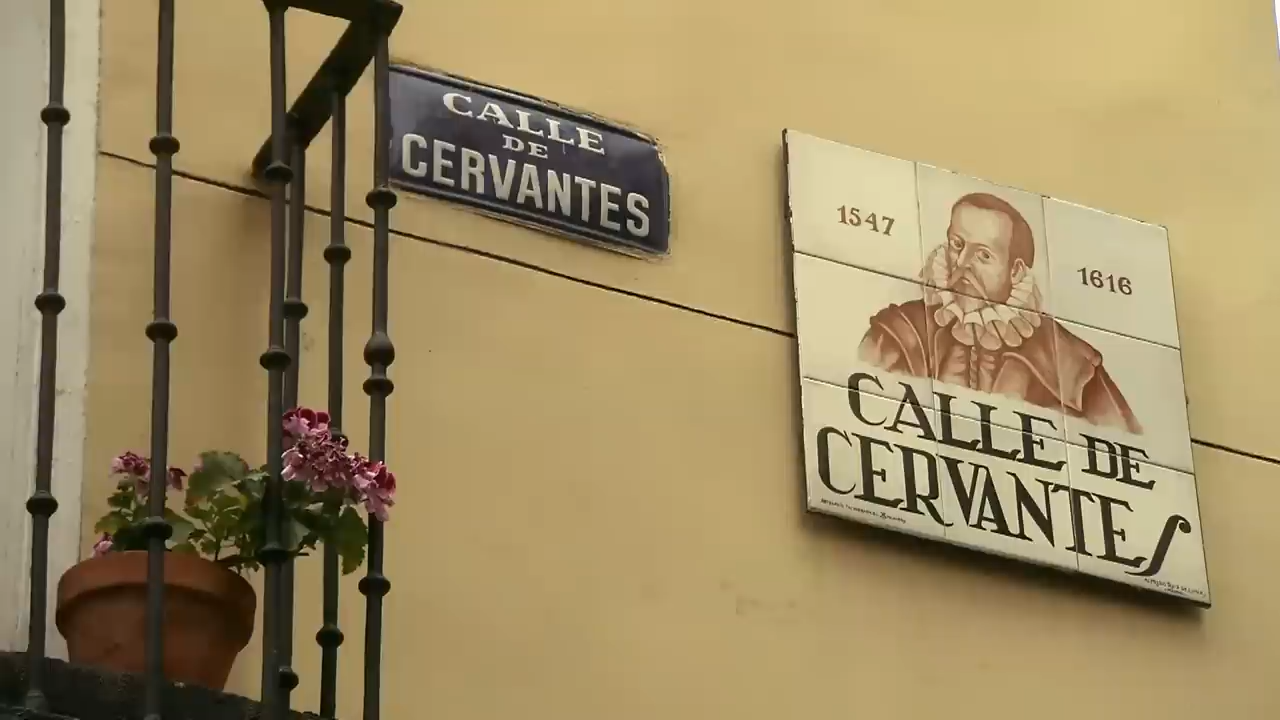 CALLE
DE
CERVANTES
1547
1616
CALLE DE
CERVANTES